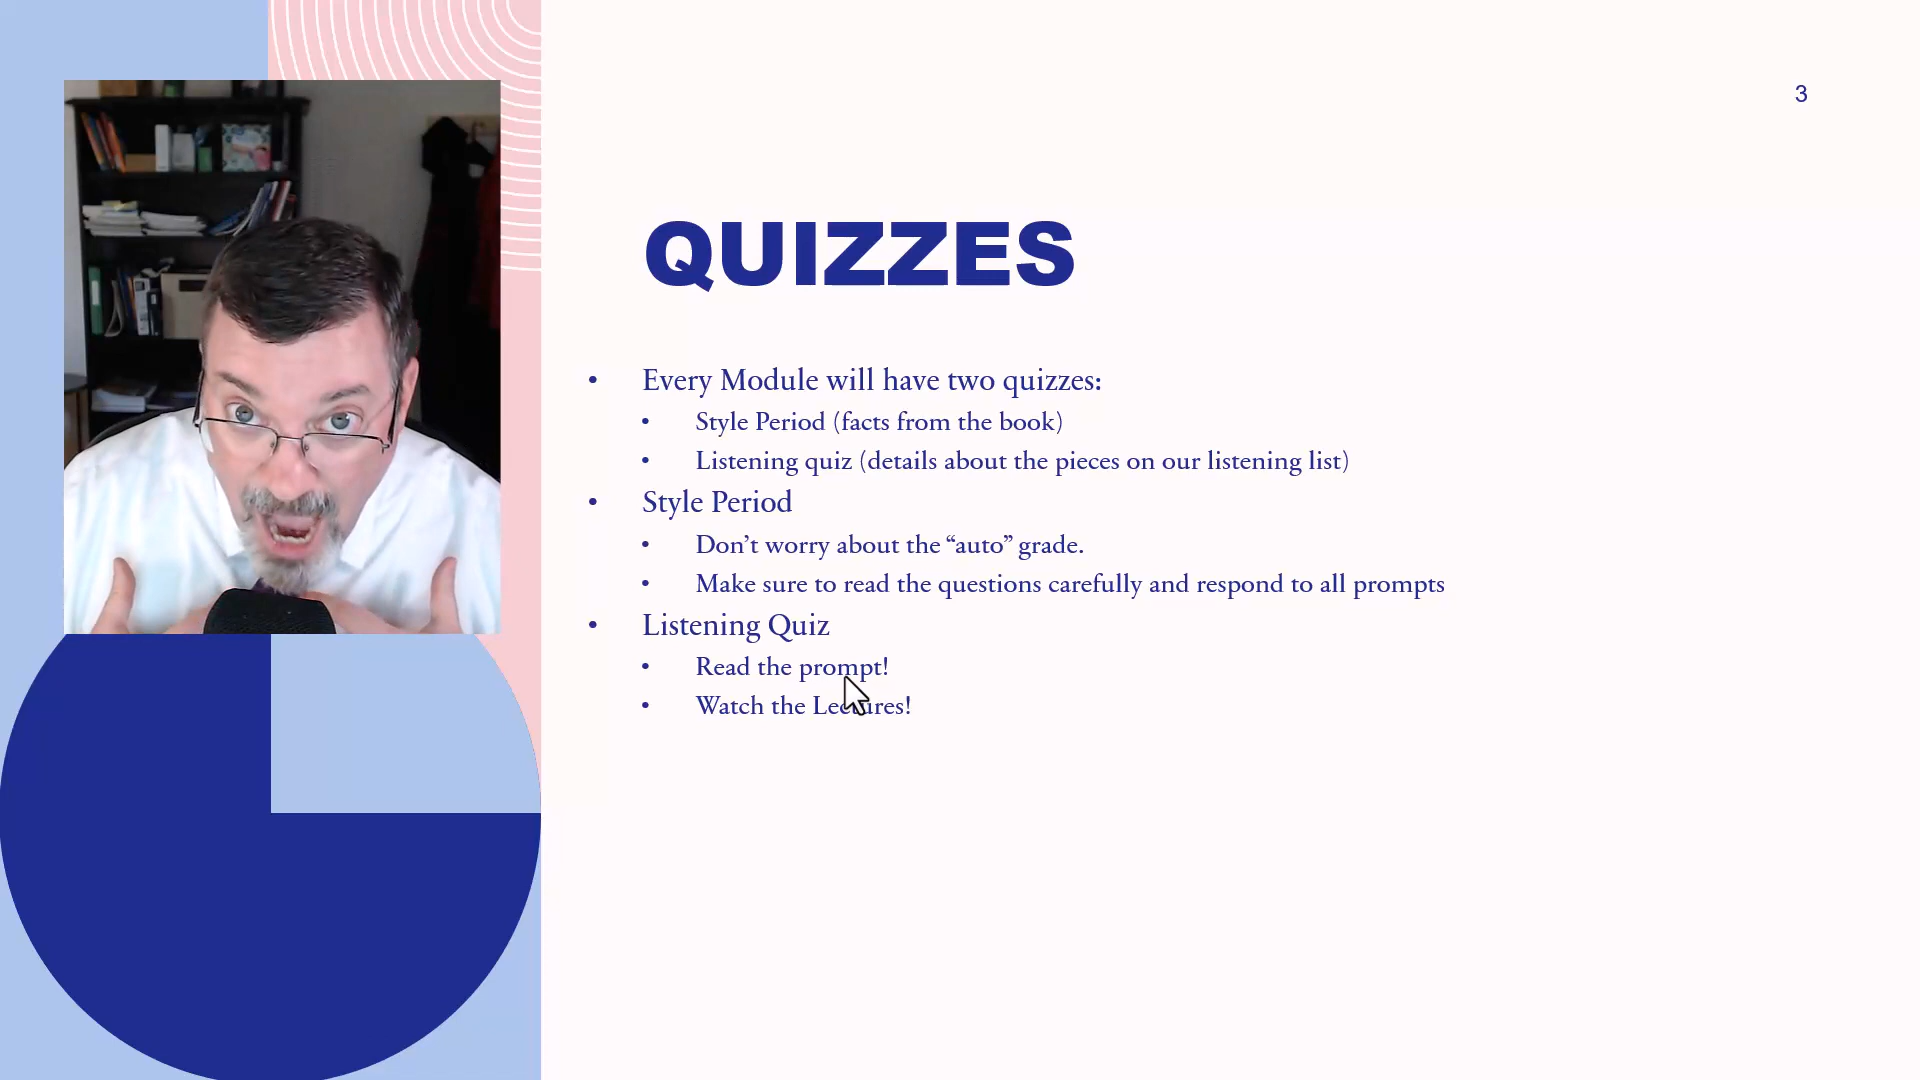 3
QUIZZES
• Every Module will have two quizzes:
• Style Period (facts from the book)
• Listening quiz (details about the pieces on our listening list)
• Style Period
• Don’t worry about the “auto” grade.
• Make sure to read the questions carefully and respond to all prompts
• Listening Quiz
• Read the prompt!
• Watch the Lectures!